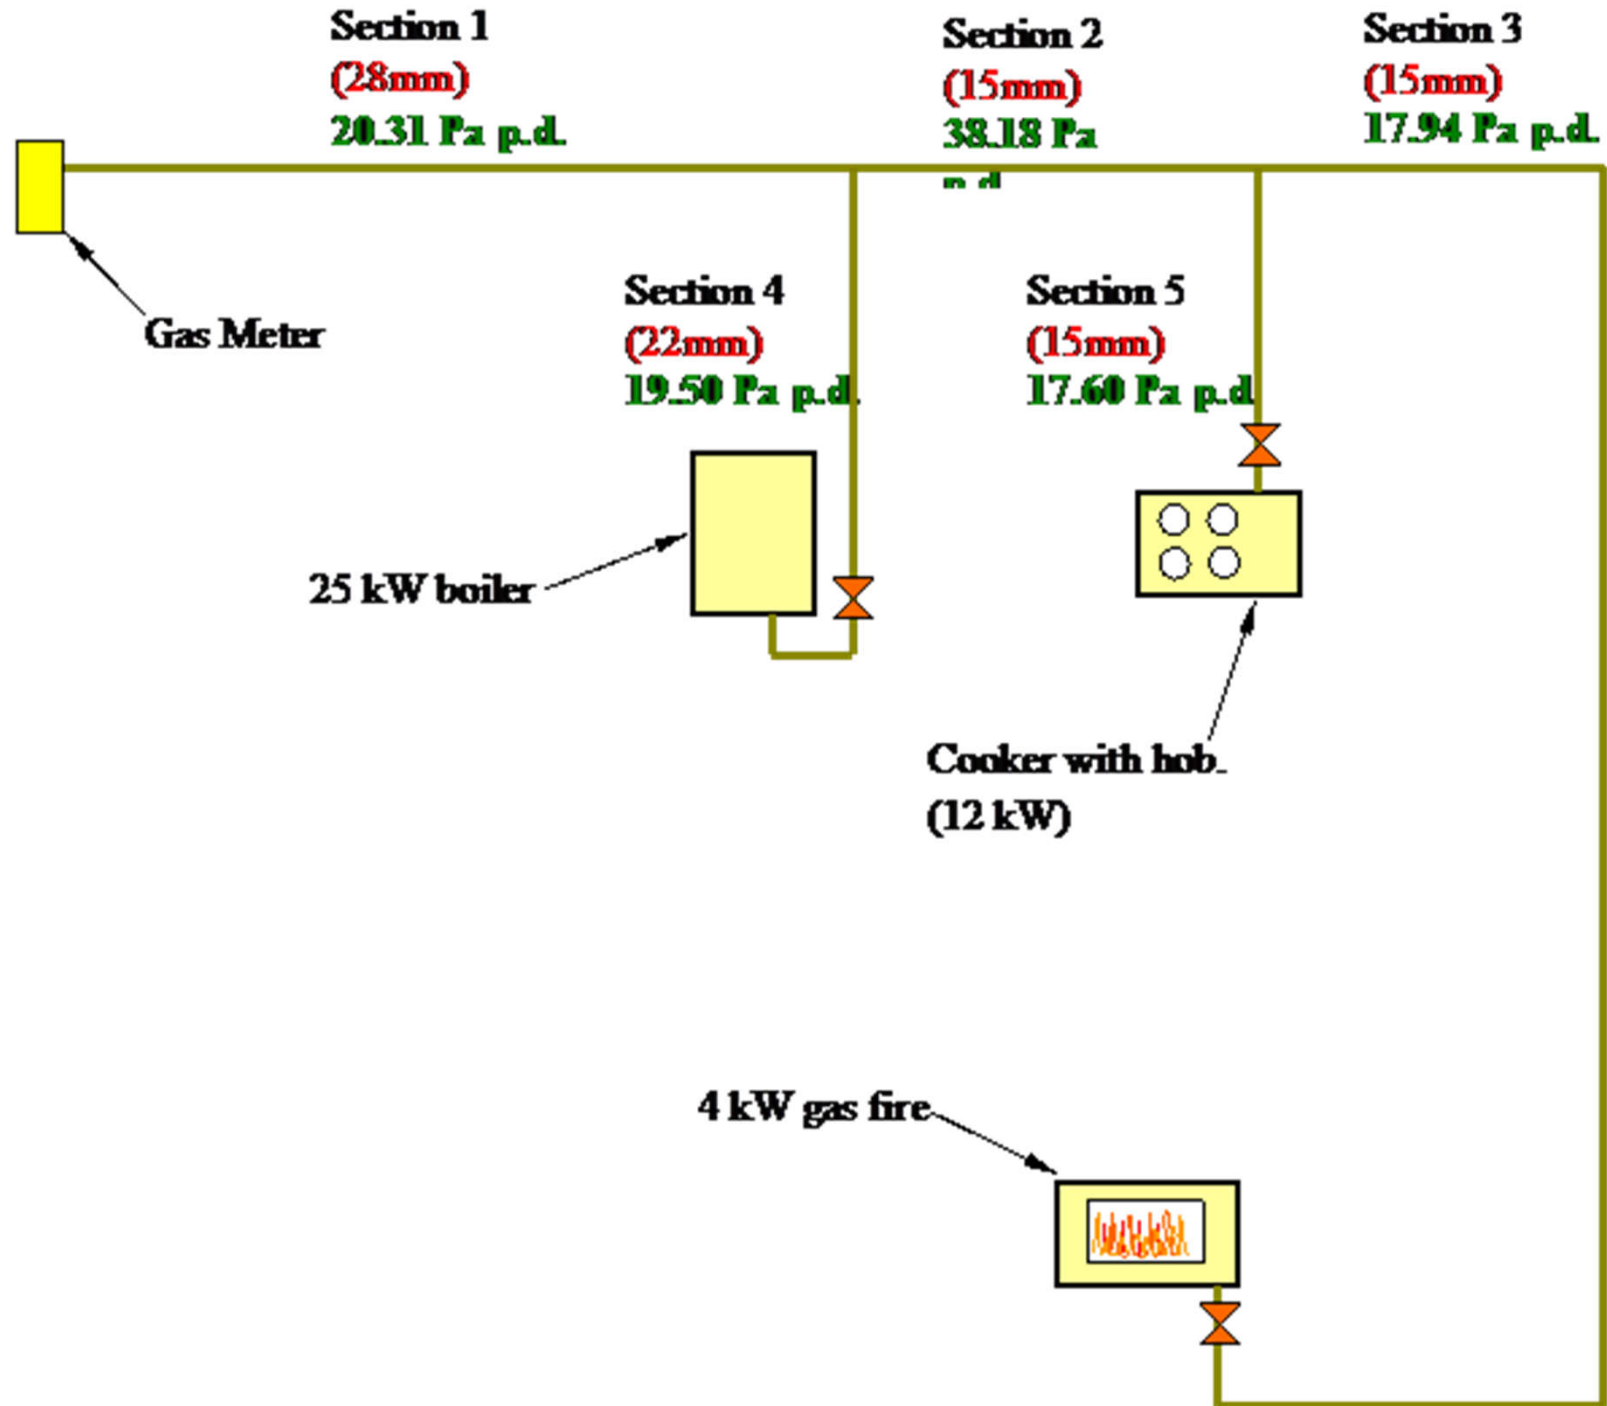 Section 1
(28mm)
20.31 Pa p.d.
Section 2
(15mm)
38.18 Pa
p.d.
Section 3
(15mm)
17.94 Pa p.d.
Gas Meter
Section 4
(22mm)
19.50 Pa p.d.
Section 5
(15mm)
17.60 Pa p.d
25 kW boiler
Cooker with hob.
(12 kW)
4 kW gas fire